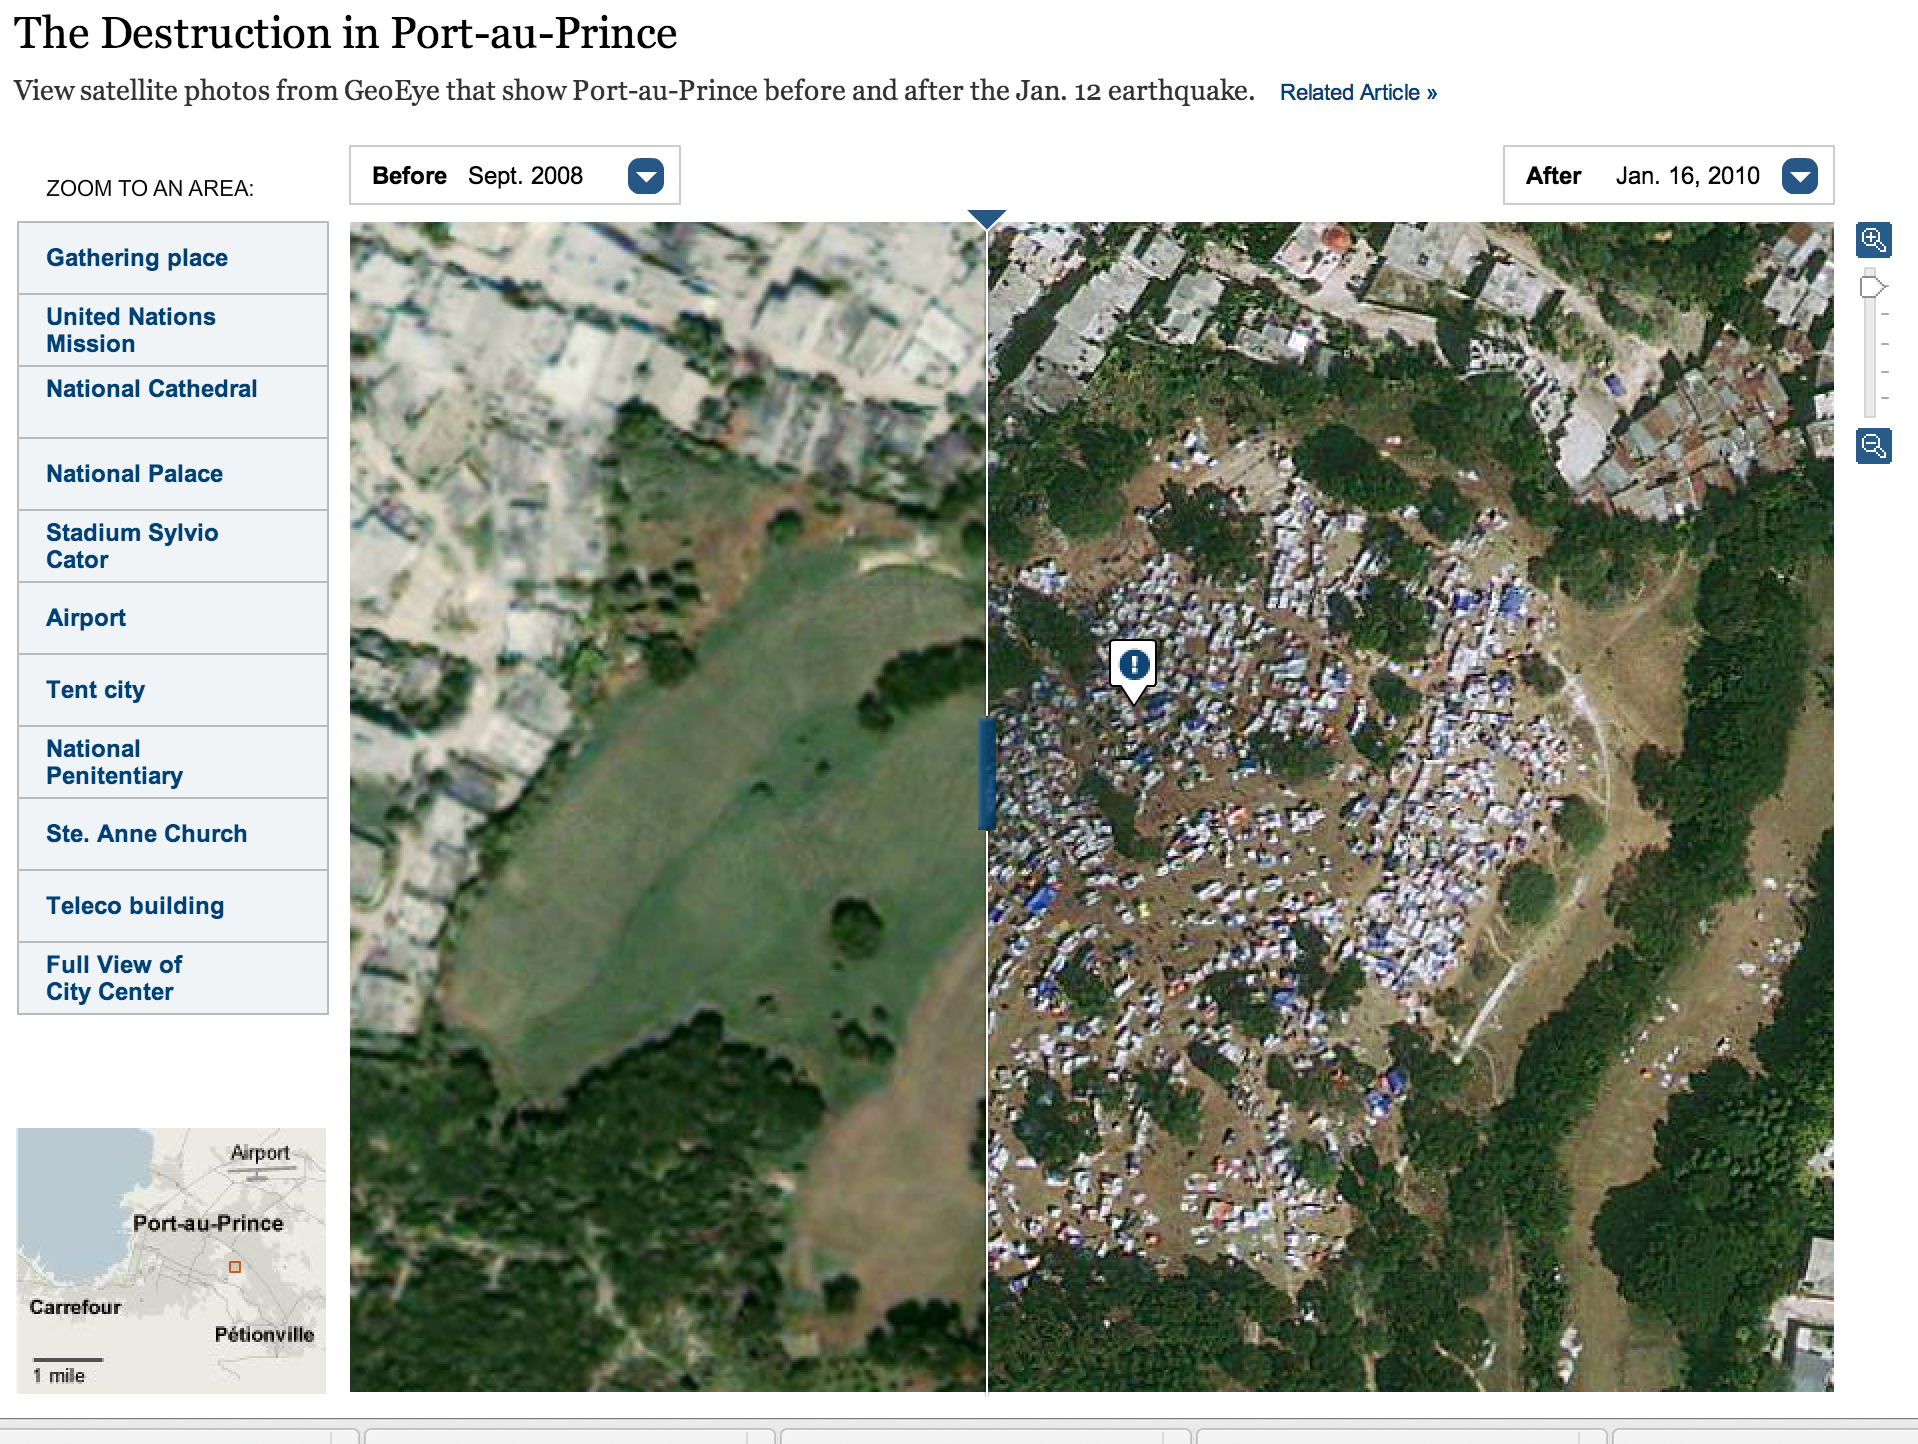 The Destruction in Port-au-Prince
View satellite photos from GeoEye that show Port-au-Prince before and after the Jan. 12 earthquake. Related Article »
ZOOM TO AN AREA:
Before Sept. 2008
After Jan. 16, 2010
Gathering place
United Nations
Mission
National Cathedral
National Palace
Stadium Sylvio
Cator
Airport
Tent city
National
Penitentiary
Ste. Anne Church
Teleco building
Full View of
City Center
!
Airport
Port-au-Prince
Carrefour
Pétionville
1 mile